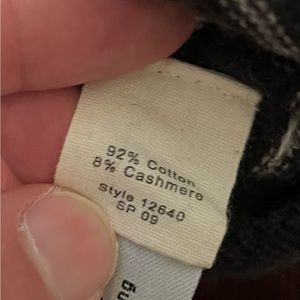 92% Cotton
8% Cashmere
Style 12640
SP 09